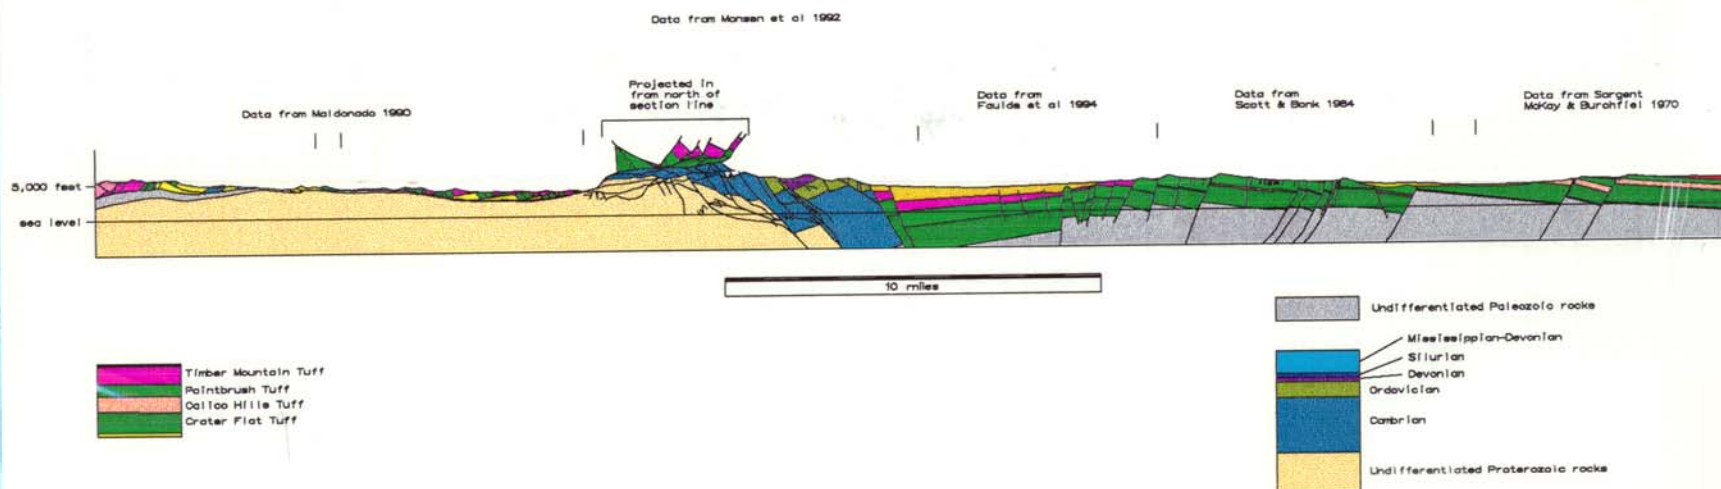 Data from Monsen et al 1992
Projected in
from north of
section line
Data from Maldonado 1990
Data from
Faulds et al 1994
Data from
Scott & Bonk 1984
Data from Sargent
McKay & Burchfiel 1970
5,000 feet
sea level
10 miles
Undifferentiated Paleozoic rocks
Mississippian-Devonian
Silurian
Devonian
Ordovician
Cambrian
Undifferentiated Proterozoic rocks
Timber Mountain Tuff
Paintbrush Tuff
Calico Hills Tuff
Crater Flat Tuff